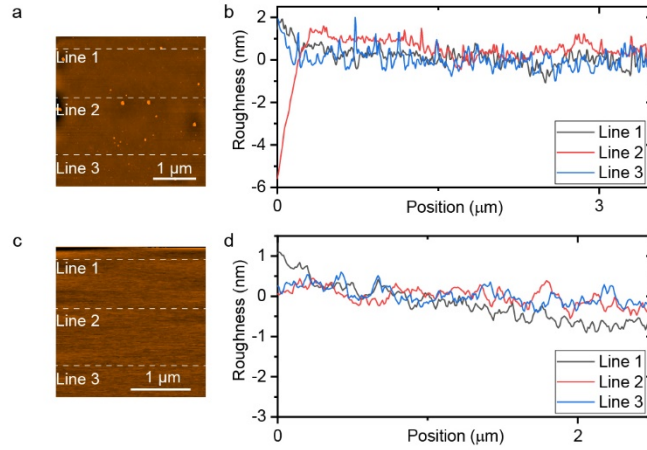 a
Line 1
Line 2
Line 3
1 μm
b
Roughness (nm)
2
0
-2
-4
-6
0
3
Position (μm)
Line 1
Line 2
Line 3
c
Line 1
Line 2
Line 3
1 μm
d
Roughness (nm)
1
0
-1
-2
-3
0
2
Position (μm)
Line 1
Line 2
Line 3